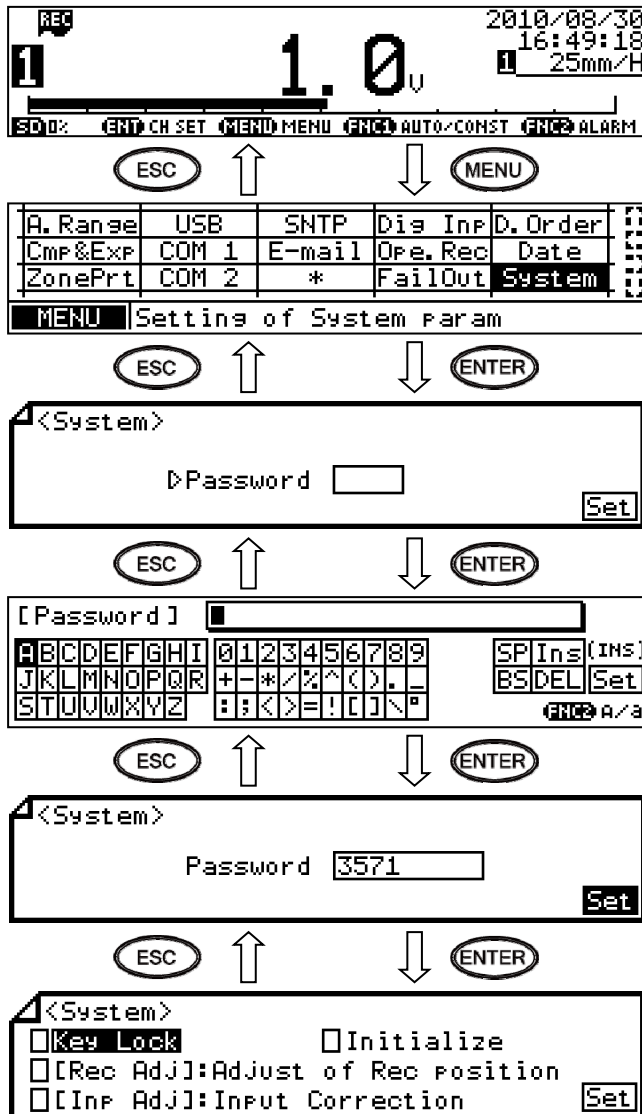 REC 2010/08/30
16:49:18
1 1.0V 1 25mm/H
SD 0% ENT CH SET MENU MENU FNC1 AUTO/CONST FNC2 ALARM
ESC MENU
A.Range USB SNTP Dig Inp D.Order
Cmp&Exp COM 1 E-mail Ope.Rec Date
ZonePrt COM 2 * FailOut System
MENU Setting of System param
ESC ENTER
<System>
Password
Set
ESC ENTER
[Password]
ABCDEFGHI 0123456789 SP Ins (INS)
JKLMNOPQR +-*/%^()._ BS DEL Set
STUVWXYZ :;<>=![]\° FNC2 A/a
ESC ENTER
<System>
Password 3571
Set
ESC ENTER
<System>
Key Lock Initialize
[Rec Adj]:Adjust of Rec position
[Inp Adj]:Input Correction Set